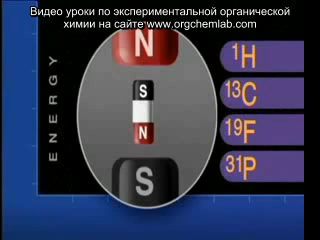 Видео уроки по экспериментальной органической
химии на сайте:www.orgchemlab.com
ENERGY
N
S
N
S
¹H
¹³C
¹⁹F
³¹P